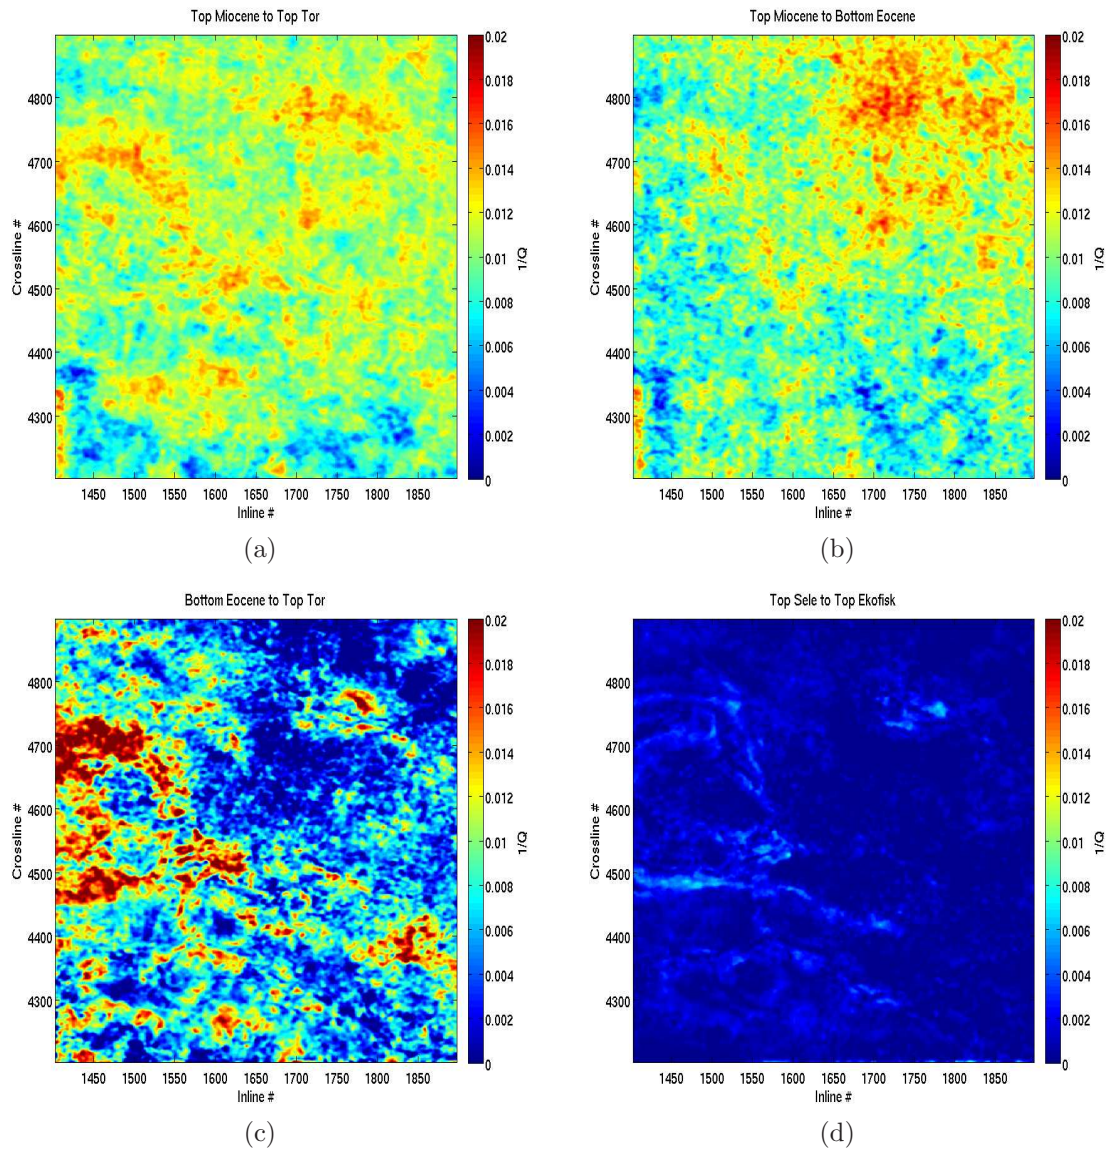 Top Miocene to Top Tor
Crossline #
4800
4700
4600
4500
4400
4300
1450 1500 1550 1600 1650 1700 1750 1800 1850
Inline #
0.02
0.018
0.016
0.014
0.012
0.01
0.008
0.006
0.004
0.002
0
1/Q
(a)
Top Miocene to Bottom Eocene
Crossline #
4800
4700
4600
4500
4400
4300
1450 1500 1550 1600 1650 1700 1750 1800 1850
Inline #
0.02
0.018
0.016
0.014
0.012
0.01
0.008
0.006
0.004
0.002
0
1/Q
(b)
Bottom Eocene to Top Tor
Crossline #
4800
4700
4600
4500
4400
4300
1450 1500 1550 1600 1650 1700 1750 1800 1850
Inline #
0.02
0.018
0.016
0.014
0.012
0.01
0.008
0.006
0.004
0.002
0
1/Q
(c)
Top Sele to Top Ekofisk
Crossline #
4800
4700
4600
4500
4400
4300
1450 1500 1550 1600 1650 1700 1750 1800 1850
Inline #
0.02
0.018
0.016
0.014
0.012
0.01
0.008
0.006
0.004
0.002
0
1/Q
(d)